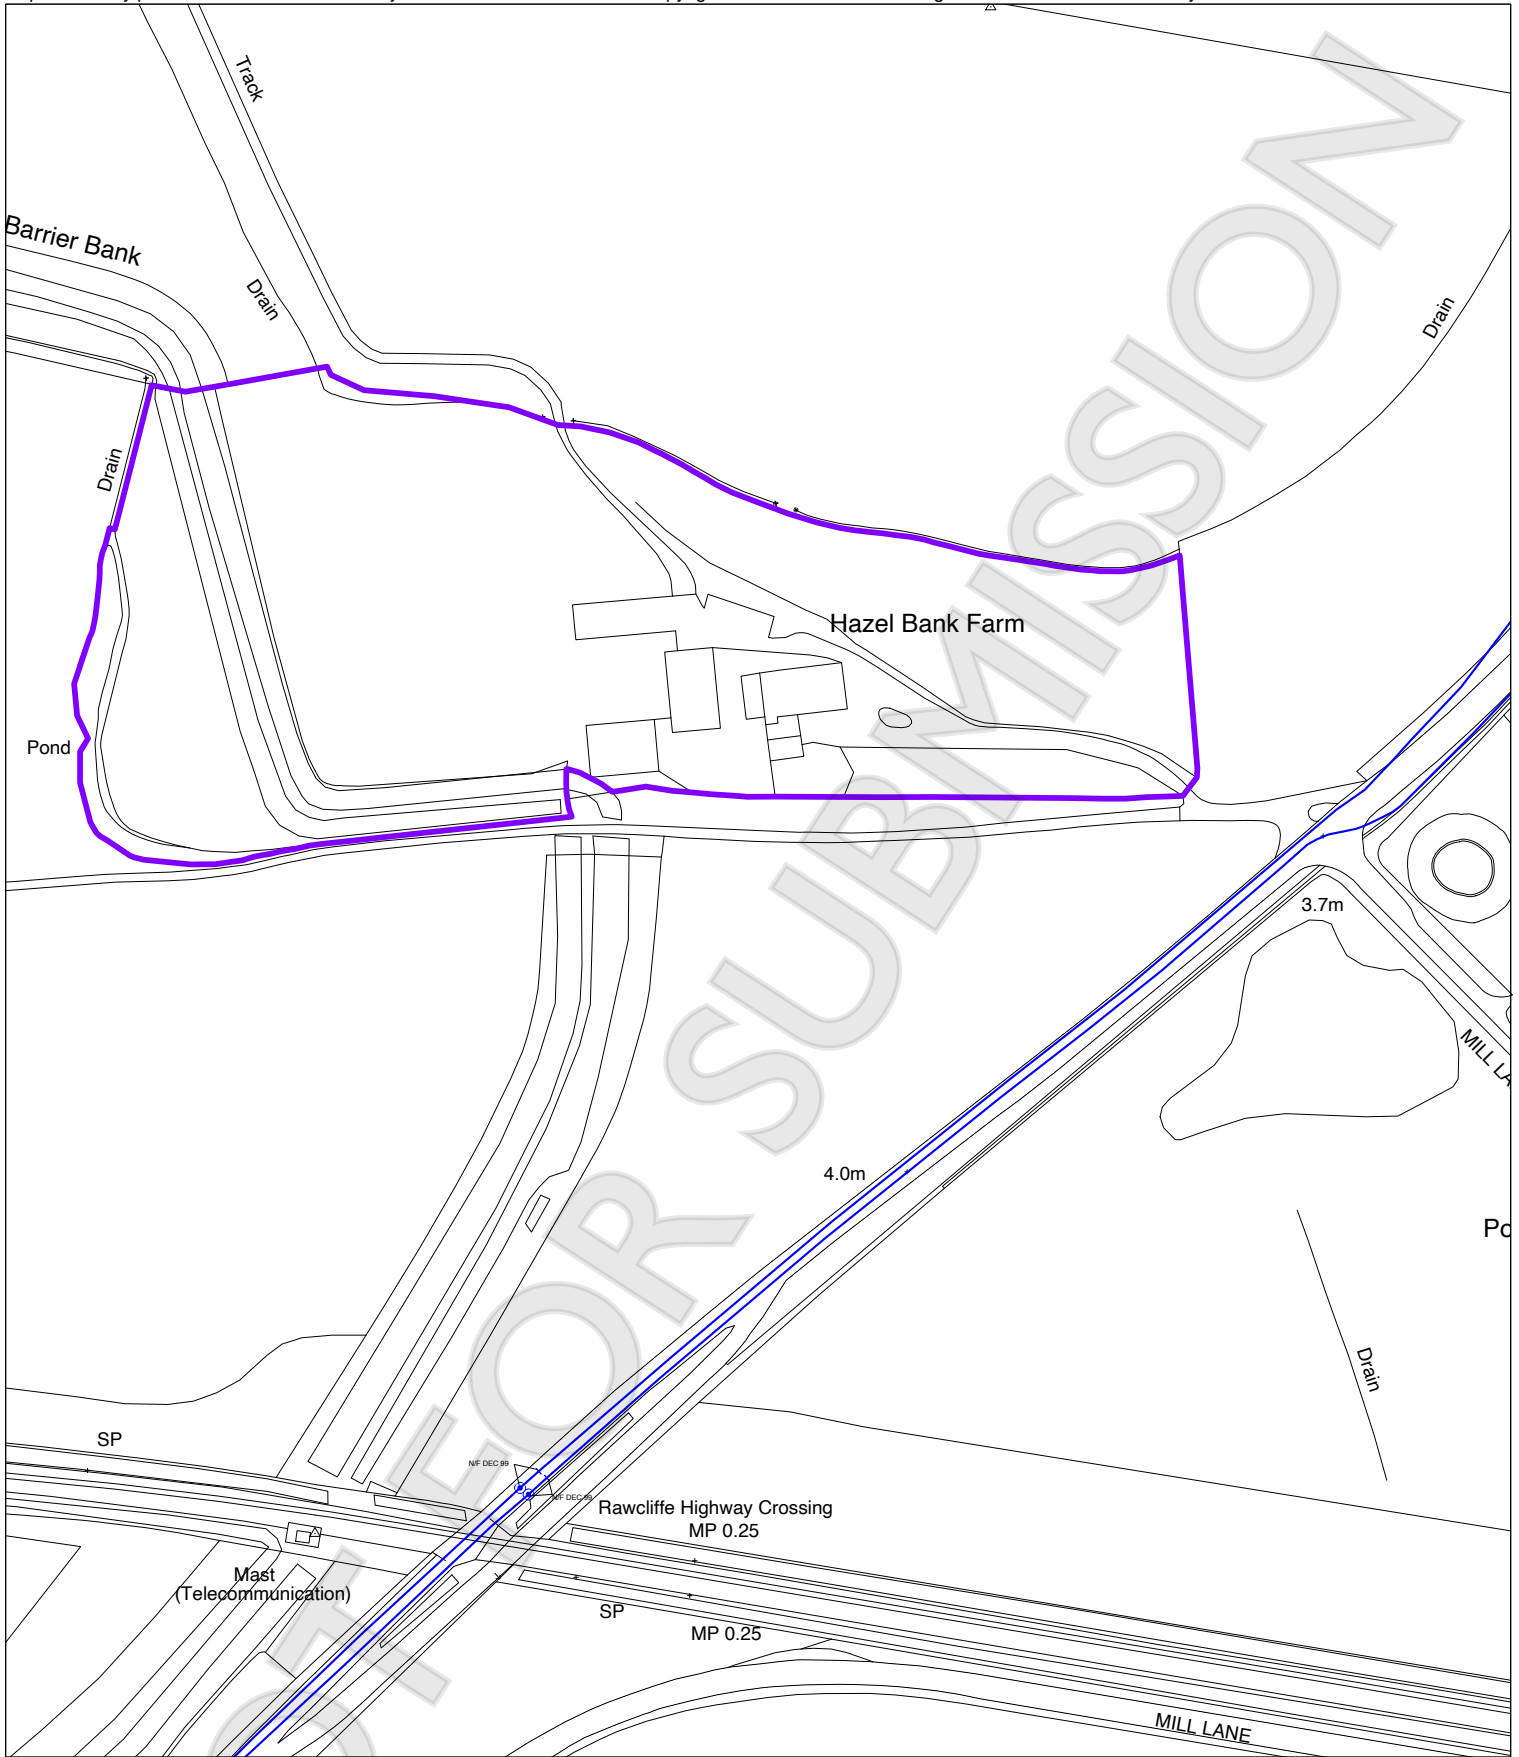 Track
Barrier Bank
Drain
Drain
Drain
Hazel Bank Farm
Pond
3.7m
MILL LA
4.0m
Po
Drain
SP
N/F DEC 99
N/F DEC 99
Rawcliffe Highway Crossing
MP 0.25
Mast
(Telecommunication)
SP
MP 0.25
MILL LANE
OT FOR SUBMISSION